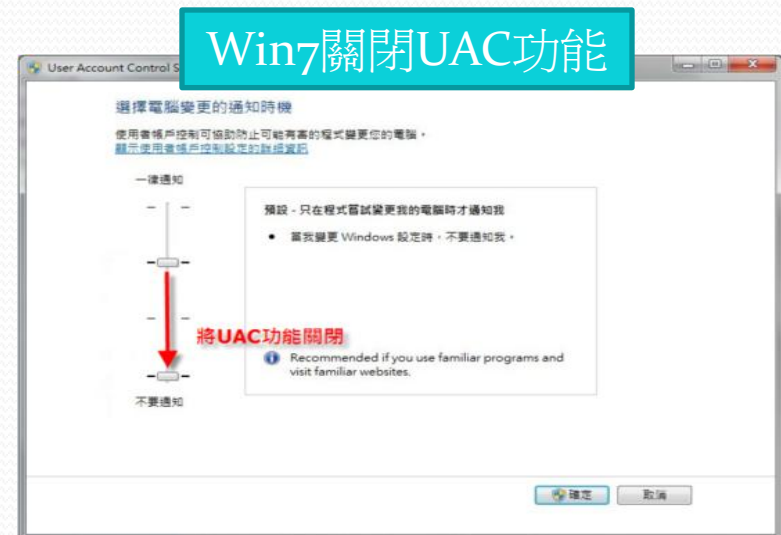 Win7關閉UAC功能
User Account Control S
選擇電腦變更的通知時機
使用者帳戶控制可協助防止可能有害的程式變更您的電腦。
顯示使用者帳戶控制設定的詳細資訊
一律通知
預設 - 只在程式嘗試變更我的電腦時才通知我
• 當我變更 Windows 設定時，不要通知我。
將UAC功能關閉
Recommended if you use familiar programs and
visit familiar websites.
不要通知
確定
取消